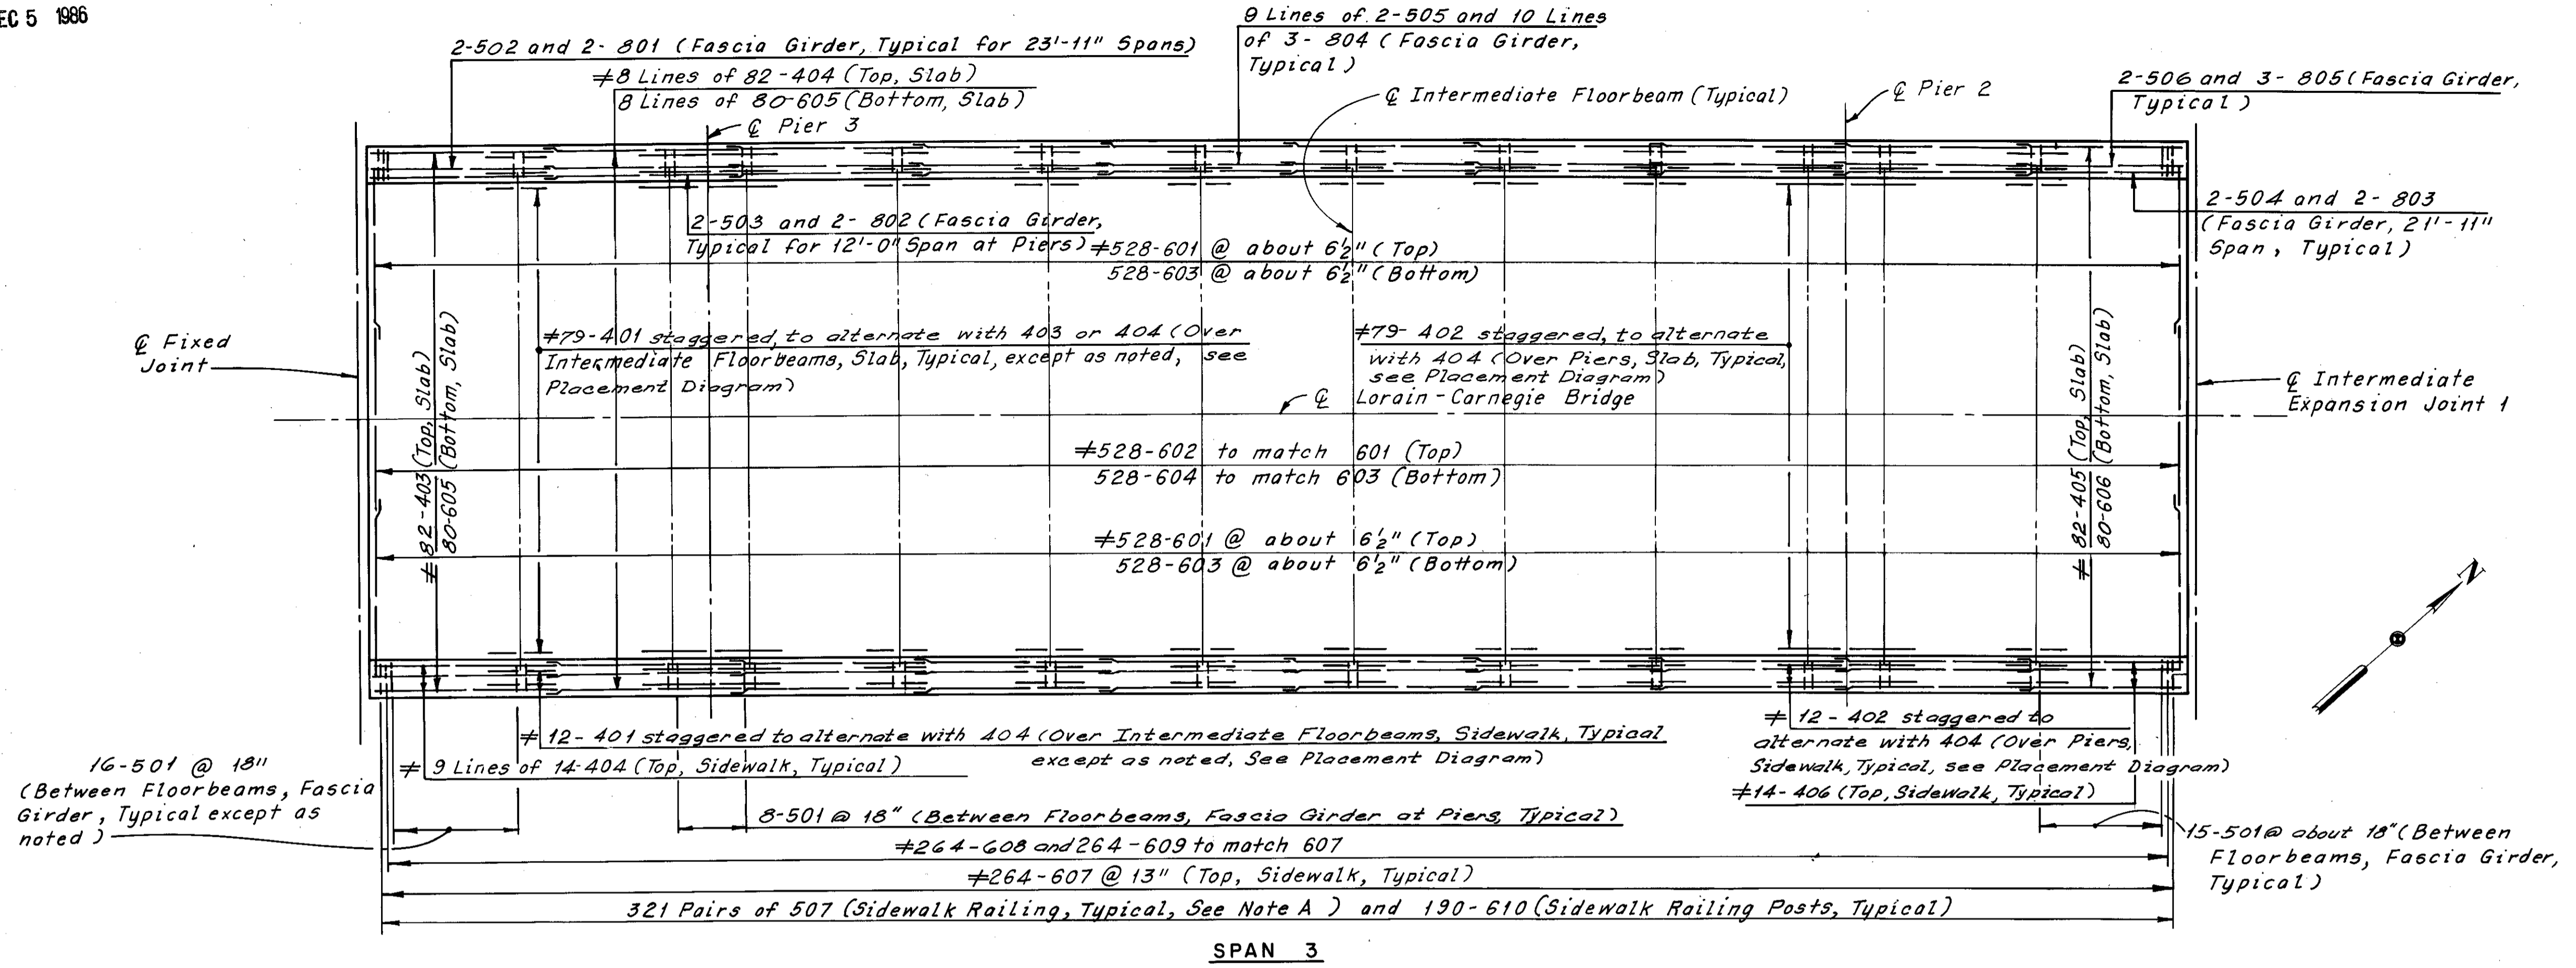 EC 5 1986
2-502 and 2-801 (Fascia Girder, Typical for 23'-11" Spans)
≠8 Lines of 82-404 (Top, Slab)
8 Lines of 80-605 (Bottom, Slab)
℄ Pier 3
9 Lines of 2-505 and 10 Lines
of 3-804 (Fascia Girder,
Typical)
℄ Intermediate Floorbeam (Typical)
℄ Pier 2
2-506 and 3-805 (Fascia Girder,
Typical)
2-503 and 2-802 (Fascia Girder,
Typical for 12'-0" Span at Piers)
2-504 and 2-803
(Fascia Girder, 21'-11"
Span, Typical)
≠528-601 @ about 6½" (Top)
528-603 @ about 6½" (Bottom)
℄ Fixed
Joint
≠82-403 (Top, Slab)
80-605 (Bottom, Slab)
≠79-401 staggered, to alternate with 403 or 404 (Over
Intermediate Floorbeams, Slab, Typical, except as noted, see
Placement Diagram)
≠79-402 staggered, to alternate
with 404 (Over Piers, Slab, Typical,
see Placement Diagram)
℄ Lorain-Carnegie Bridge
≠82-405 (Top, Slab)
80-606 (Bottom, Slab)
℄ Intermediate
Expansion Joint 1
≠528-602 to match 601 (Top)
528-604 to match 603 (Bottom)
≠528-601 @ about 6½" (Top)
528-603 @ about 6½" (Bottom)
N
≠12-401 staggered to alternate with 404 (Over Intermediate Floorbeams, Sidewalk, Typical
except as noted, See Placement Diagram)
≠9 Lines of 14-404 (Top, Sidewalk, Typical)
≠12-402 staggered to
alternate with 404 (Over Piers,
Sidewalk, Typical, see Placement Diagram)
≠14-406 (Top, Sidewalk, Typical)
16-501 @ 18"
(Between Floorbeams, Fascia
Girder, Typical except as
noted)
8-501 @ 18" (Between Floorbeams, Fascia Girder at Piers, Typical)
15-501 @ about 18" (Between
Floorbeams, Fascia Girder,
Typical)
≠264-608 and 264-609 to match 607
≠264-607 @ 13" (Top, Sidewalk, Typical)
321 Pairs of 507 (Sidewalk Railing, Typical, See Note A ) and 190-610 (Sidewalk Railing Posts, Typical)
SPAN 3